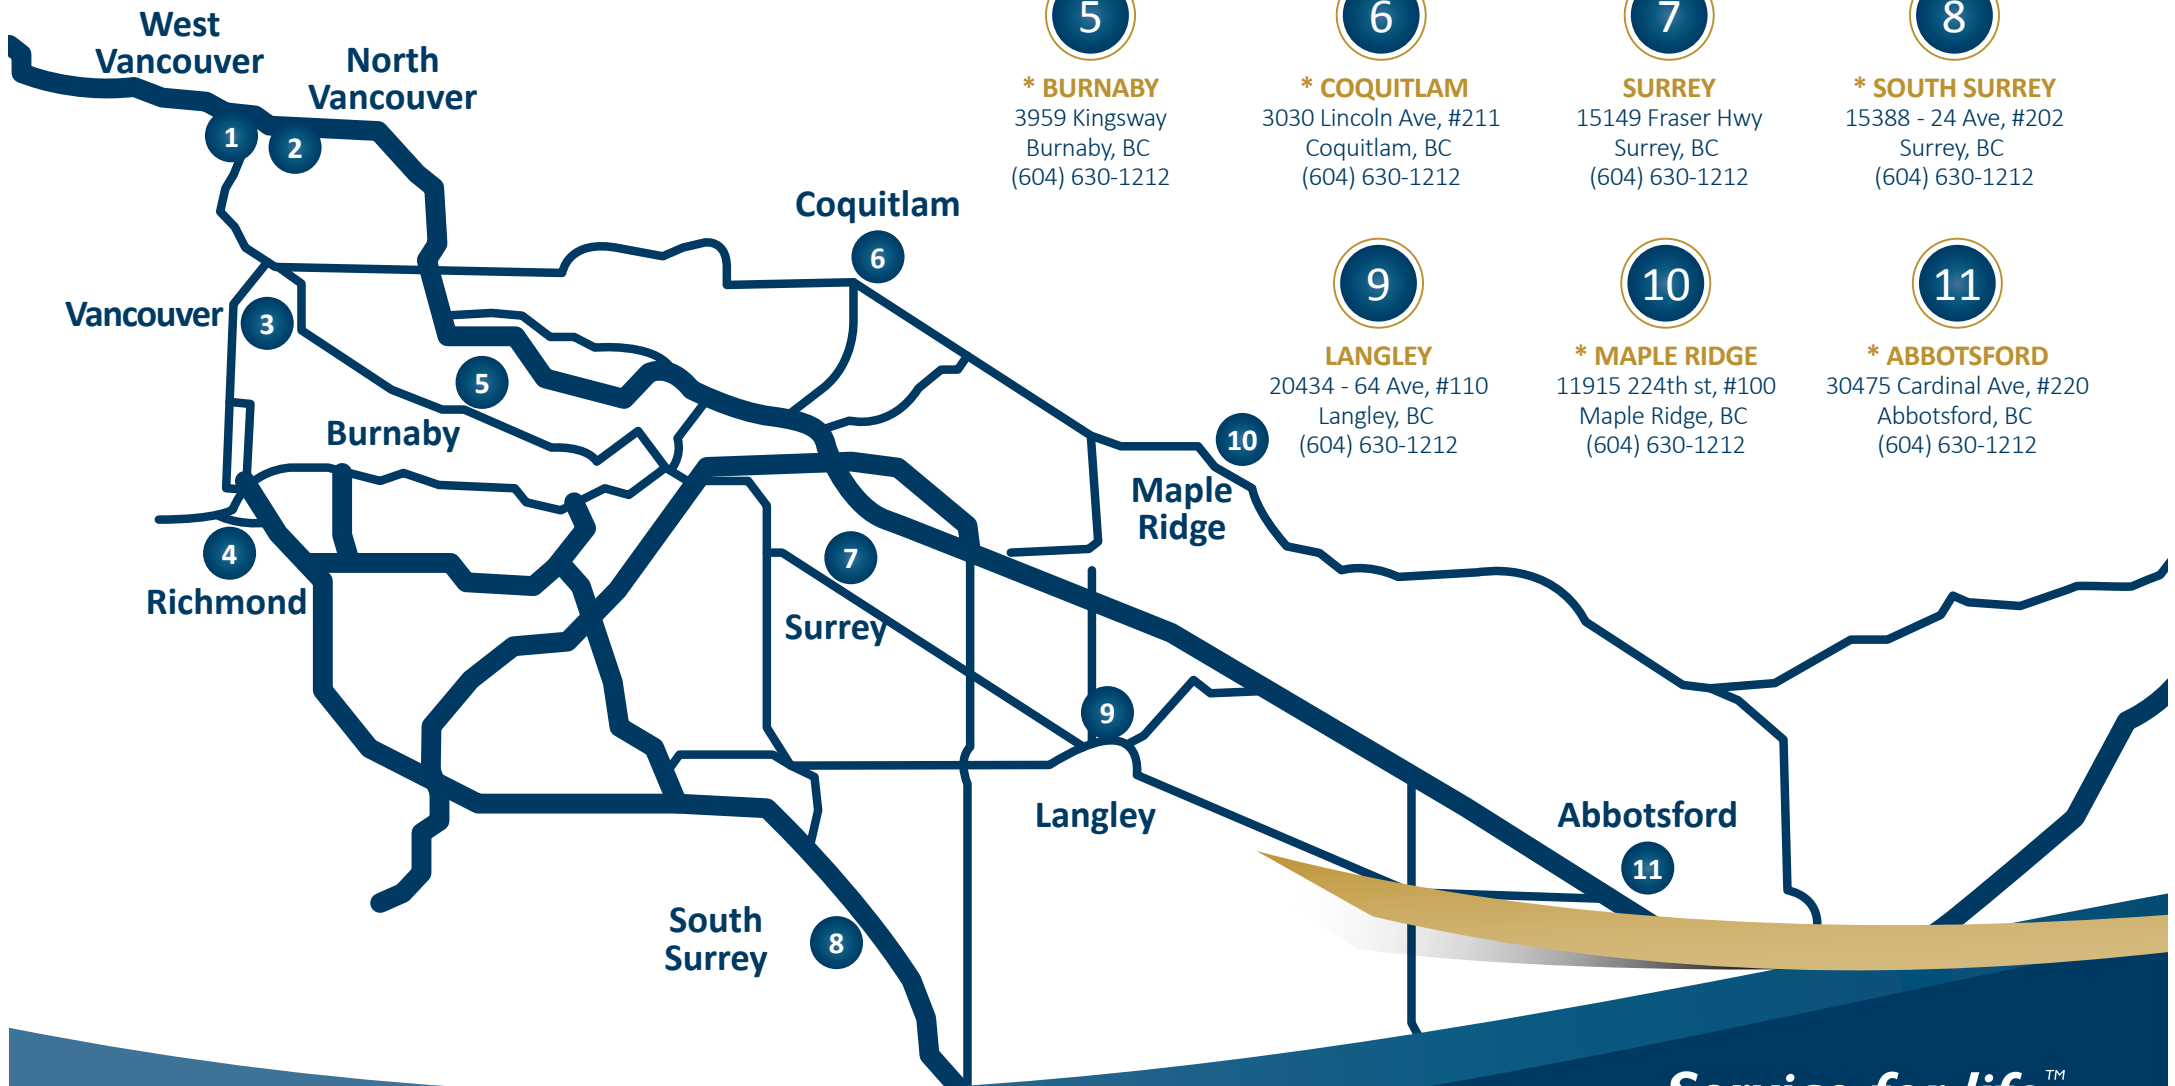 West
Vancouver
North
Vancouver
1
2
Coquitlam
6
Vancouver
3
5
Burnaby
4
Richmond
7
Surrey
10
Maple
Ridge
9
Langley
Abbotsford
11
South
Surrey
8
5
* BURNABY
3959 Kingsway
Burnaby, BC
(604) 630-1212
6
* COQUITLAM
3030 Lincoln Ave, #211
Coquitlam, BC
(604) 630-1212
7
SURREY
15149 Fraser Hwy
Surrey, BC
(604) 630-1212
8
* SOUTH SURREY
15388 - 24 Ave, #202
Surrey, BC
(604) 630-1212
9
LANGLEY
20434 - 64 Ave, #110
Langley, BC
(604) 630-1212
10
* MAPLE RIDGE
11915 224th st, #100
Maple Ridge, BC
(604) 630-1212
11
* ABBOTSFORD
30475 Cardinal Ave, #220
Abbotsford, BC
(604) 630-1212
Service for life™